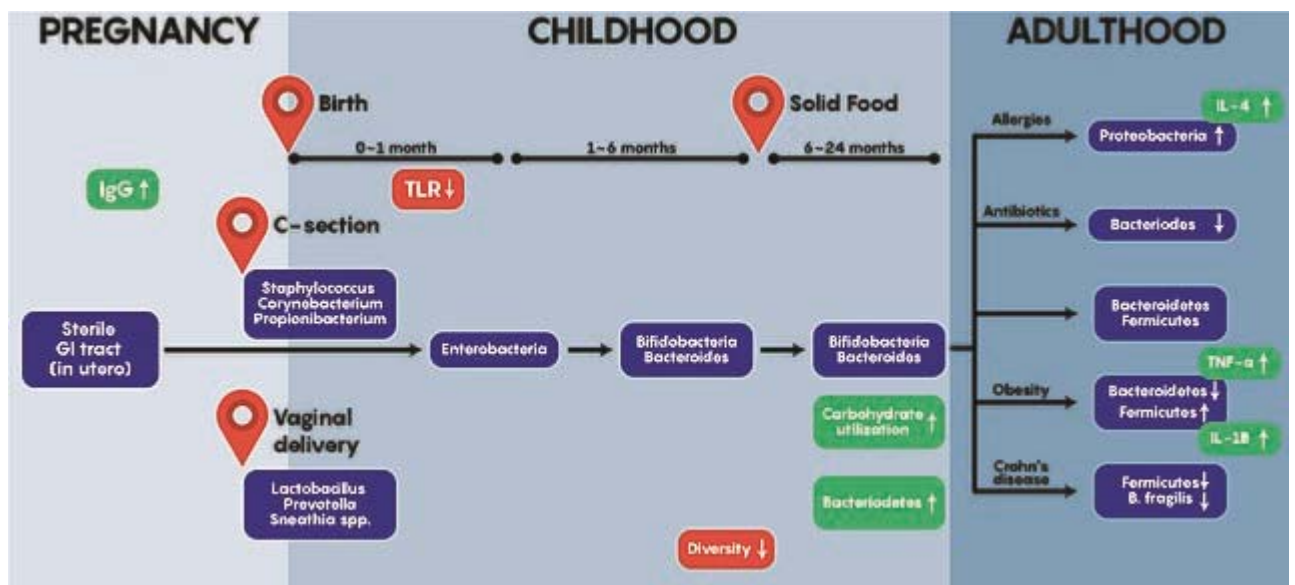 PREGNANCY
CHILDHOOD
ADULTHOOD
Birth
Solid Food
0-1 month
1-6 months
6-24 months
IgG ↑
TLR ↓
C-section
Staphylococcus
Corynebacterium
Propionibacterium
Sterile
GI tract
(in utero)
Enterobacteria
Bifidobacteria
Bacteroides
Bifidobacteria
Bacteroides
Vaginal
delivery
Lactobacillus
Prevotella
Sneathia spp.
Carbohydrate
utilization ↑
Bacteriodetes ↑
Diversity ↓
Allergies
IL-4 ↑
Proteobacteria ↑
Antibiotics
Bacteriodes ↓
Bacteroidetes
Fermicutes
Obesity
TNF-α ↑
Bacteroidetes ↓
Fermicutes ↑
IL-1B ↑
Crohn's
disease
Fermicutes ↓
B. fragilis ↓